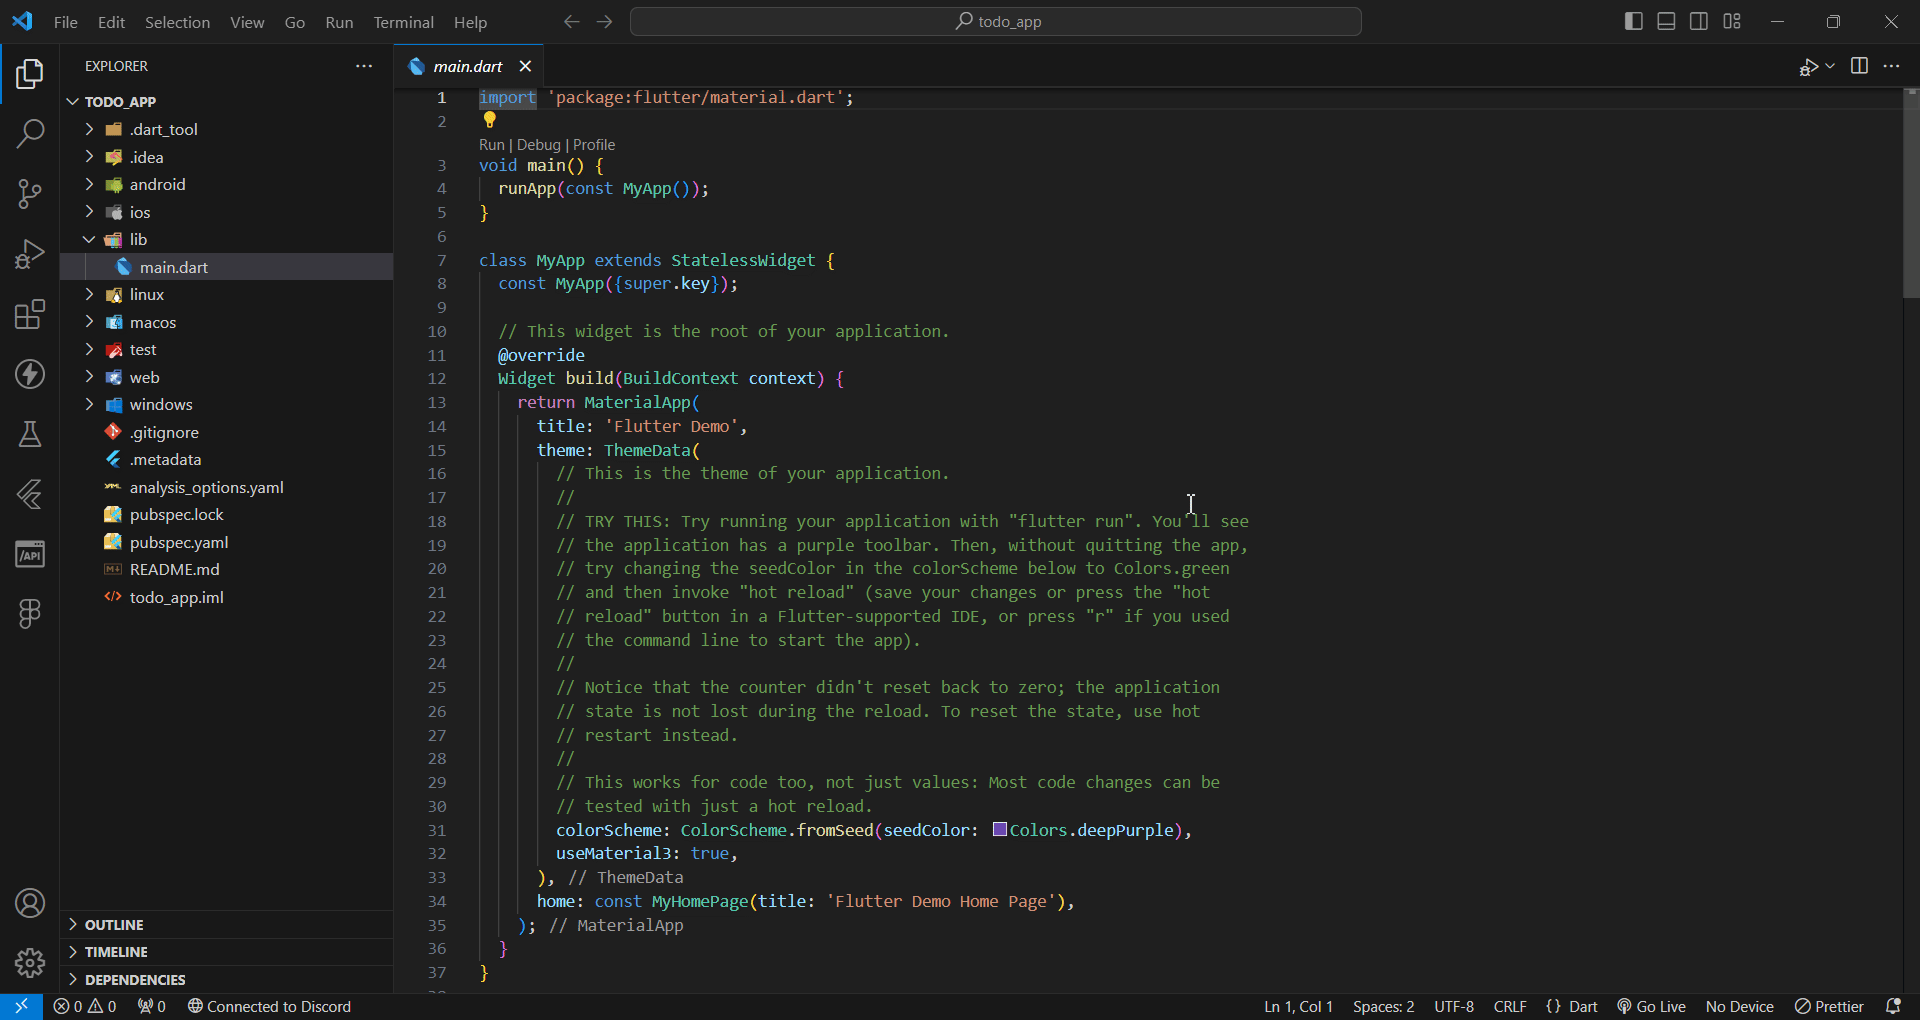 File Edit Selection View Go Run Terminal Help
todo_app
EXPLORER
TODO_APP
.dart_tool
.idea
android
ios
lib
main.dart
linux
macos
test
web
windows
.gitignore
.metadata
analysis_options.yaml
pubspec.lock
pubspec.yaml
README.md
todo_app.iml
OUTLINE
TIMELINE
DEPENDENCIES
main.dart
1 import 'package:flutter/material.dart';
2
Run | Debug | Profile
3 void main() {
4 runApp(const MyApp());
5 }
6
7 class MyApp extends StatelessWidget {
8 const MyApp({super.key});
9
10 // This widget is the root of your application.
11 @override
12 Widget build(BuildContext context) {
13 return MaterialApp(
14 title: 'Flutter Demo',
15 theme: ThemeData(
16 // This is the theme of your application.
17 //
18 // TRY THIS: Try running your application with "flutter run". You'll see
19 // the application has a purple toolbar. Then, without quitting the app,
20 // try changing the seedColor in the colorScheme below to Colors.green
21 // and then invoke "hot reload" (save your changes or press the "hot
22 // reload" button in a Flutter-supported IDE, or press "r" if you used
23 // the command line to start the app).
24 //
25 // Notice that the counter didn't reset back to zero; the application
26 // state is not lost during the reload. To reset the state, use hot
27 // restart instead.
28 //
29 // This works for code too, not just values: Most code changes can be
30 // tested with just a hot reload.
31 colorScheme: ColorScheme.fromSeed(seedColor: Colors.deepPurple),
32 useMaterial3: true,
33 ), // ThemeData
34 home: const MyHomePage(title: 'Flutter Demo Home Page'),
35 ); // MaterialApp
36 }
37 }
0 0 0 Connected to Discord Ln 1, Col 1 Spaces: 2 UTF-8 CRLF {} Dart Go Live No Device Prettier